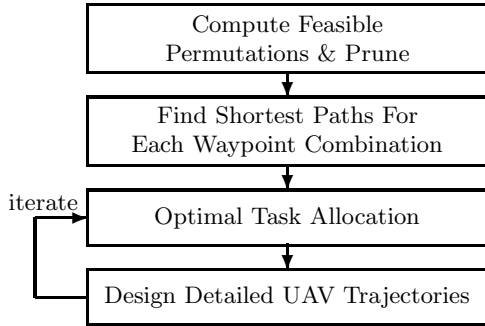 Compute Feasible
Permutations & Prune
Find Shortest Paths For
Each Waypoint Combination
iterate
Optimal Task Allocation
Design Detailed UAV Trajectories